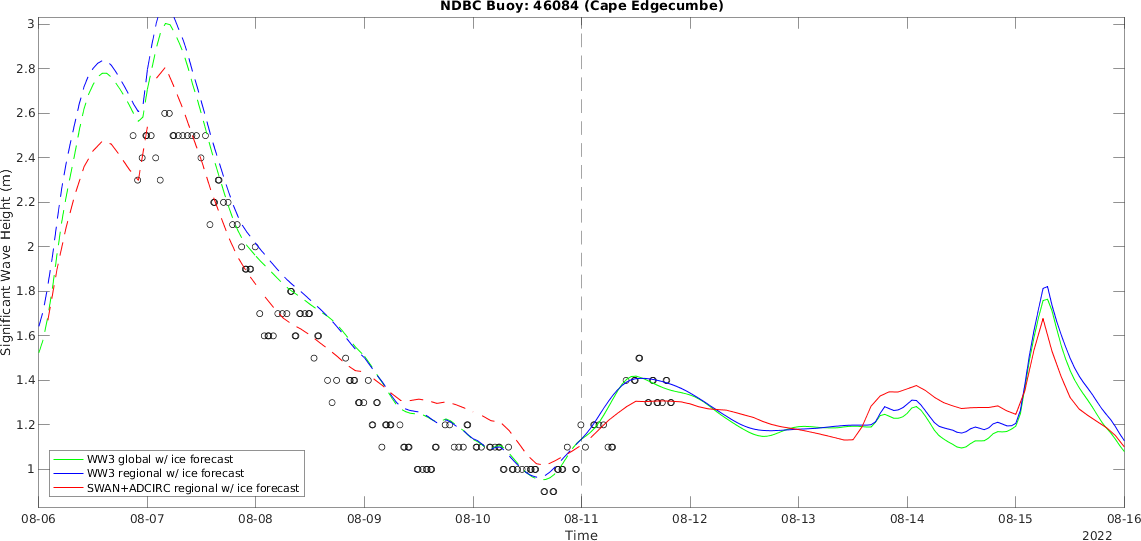 NDBC Buoy: 46084 (Cape Edgecumbe)
Significant Wave Height (m)
3
2.8
2.6
2.4
2.2
2
1.8
1.6
1.4
1.2
1
WW3 global w/ ice forecast
WW3 regional w/ ice forecast
SWAN+ADCIRC regional w/ ice forecast
08-06 08-07 08-08 08-09 08-10 08-11 08-12 08-13 08-14 08-15 08-16
Time
2022